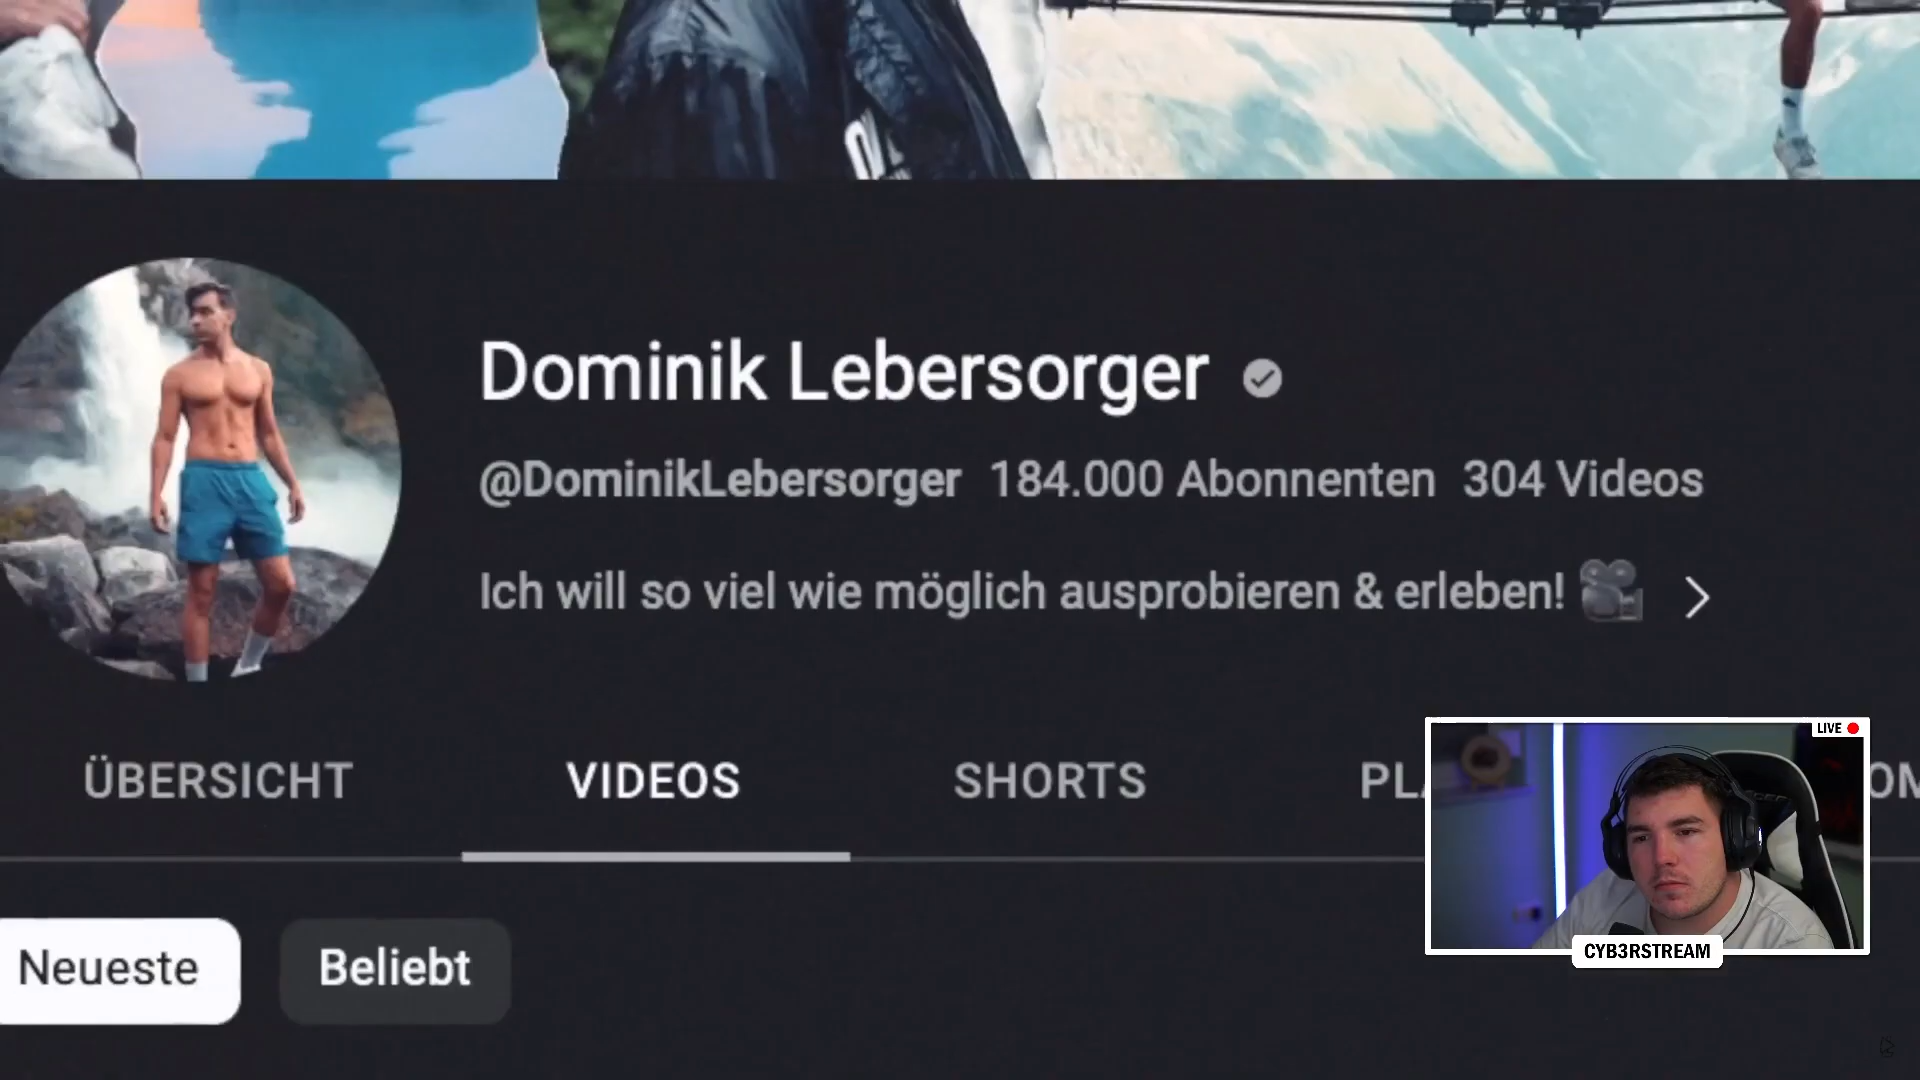 Dominik Lebersorger
@DominikLebersorger 184.000 Abonnenten 304 Videos
Ich will so viel wie möglich ausprobieren & erleben!
ÜBERSICHT VIDEOS SHORTS
LIVE
CYB3RSTREAM
Neueste Beliebt